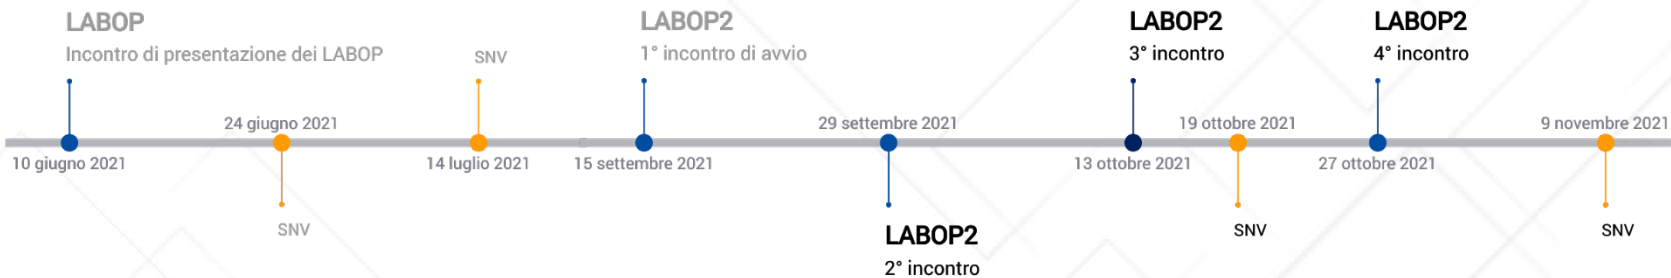 LABOP
Incontro di presentazione dei LABOP
10 giugno 2021
24 giugno 2021
SNV
SNV
14 luglio 2021
LABOP2
1° incontro di avvio
15 settembre 2021
29 settembre 2021
LABOP2
2° incontro
LABOP2
3° incontro
13 ottobre 2021
19 ottobre 2021
SNV
LABOP2
4° incontro
27 ottobre 2021
9 novembre 2021
SNV